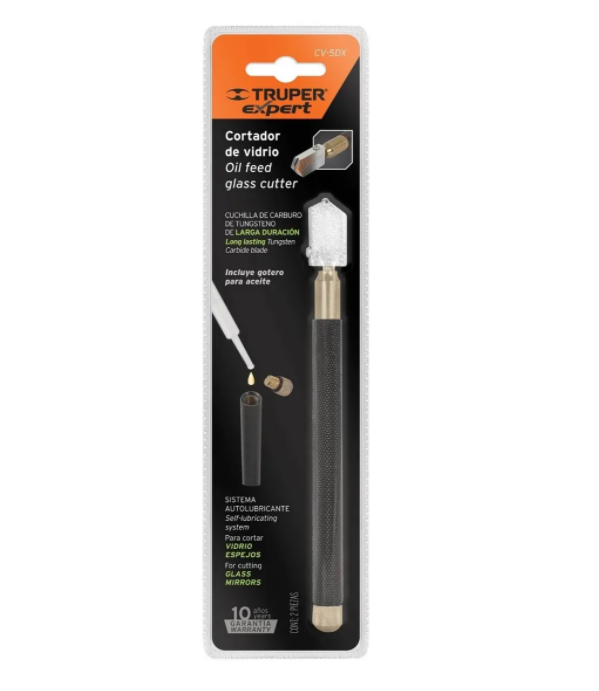 CV-5DX
TRUPER
expert
Cortador
de vidrio
Oil feed
glass cutter
CUCHILLA DE CARBURO
DE TUNGSTENO
DE LARGA DURACIÓN
Long lasting Tungsten
Carbide blade
Incluye gotero
para aceite
SISTEMA
AUTOLUBRICANTE
Self-lubricating
system
Para cortar
VIDRIO
ESPEJOS
For cutting
GLASS
MIRRORS
10 años
years
GARANTÍA
WARRANTY
CONT. 2 PIEZAS